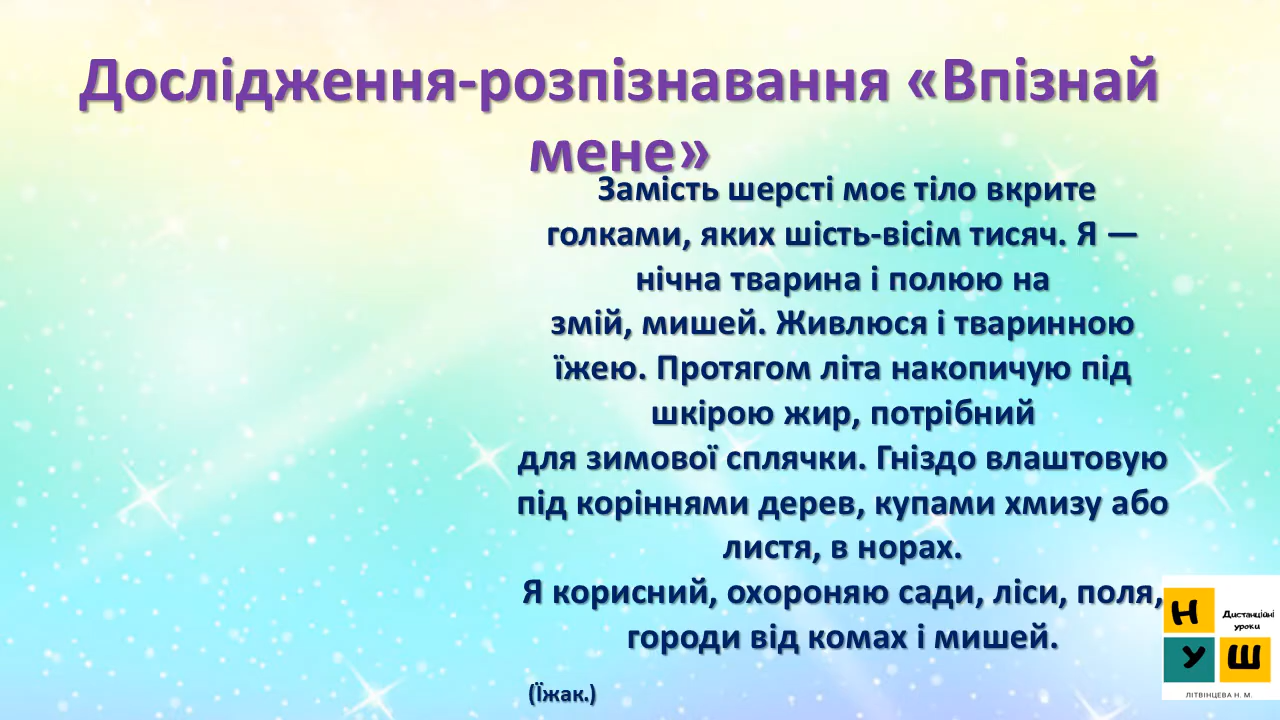 Дослідження-розпізнавання «Впізнай
мене»
Замість шерсті моє тіло вкрите
голками, яких шість-вісім тисяч. Я —
нічна тварина і полюю на
змій, мишей. Живлюся і тваринною
їжею. Протягом літа накопичую під
шкірою жир, потрібний
для зимової сплячки. Гніздо влаштовую
під коріннями дерев, купами хмизу або
листя, в норах.
Я корисний, охороняю сади, ліси, поля,
городи від комах і мишей.
(Їжак.)
Н
Дистанційні
уроки
У Ш
ЛІТВІНЦЕВА Н. М.